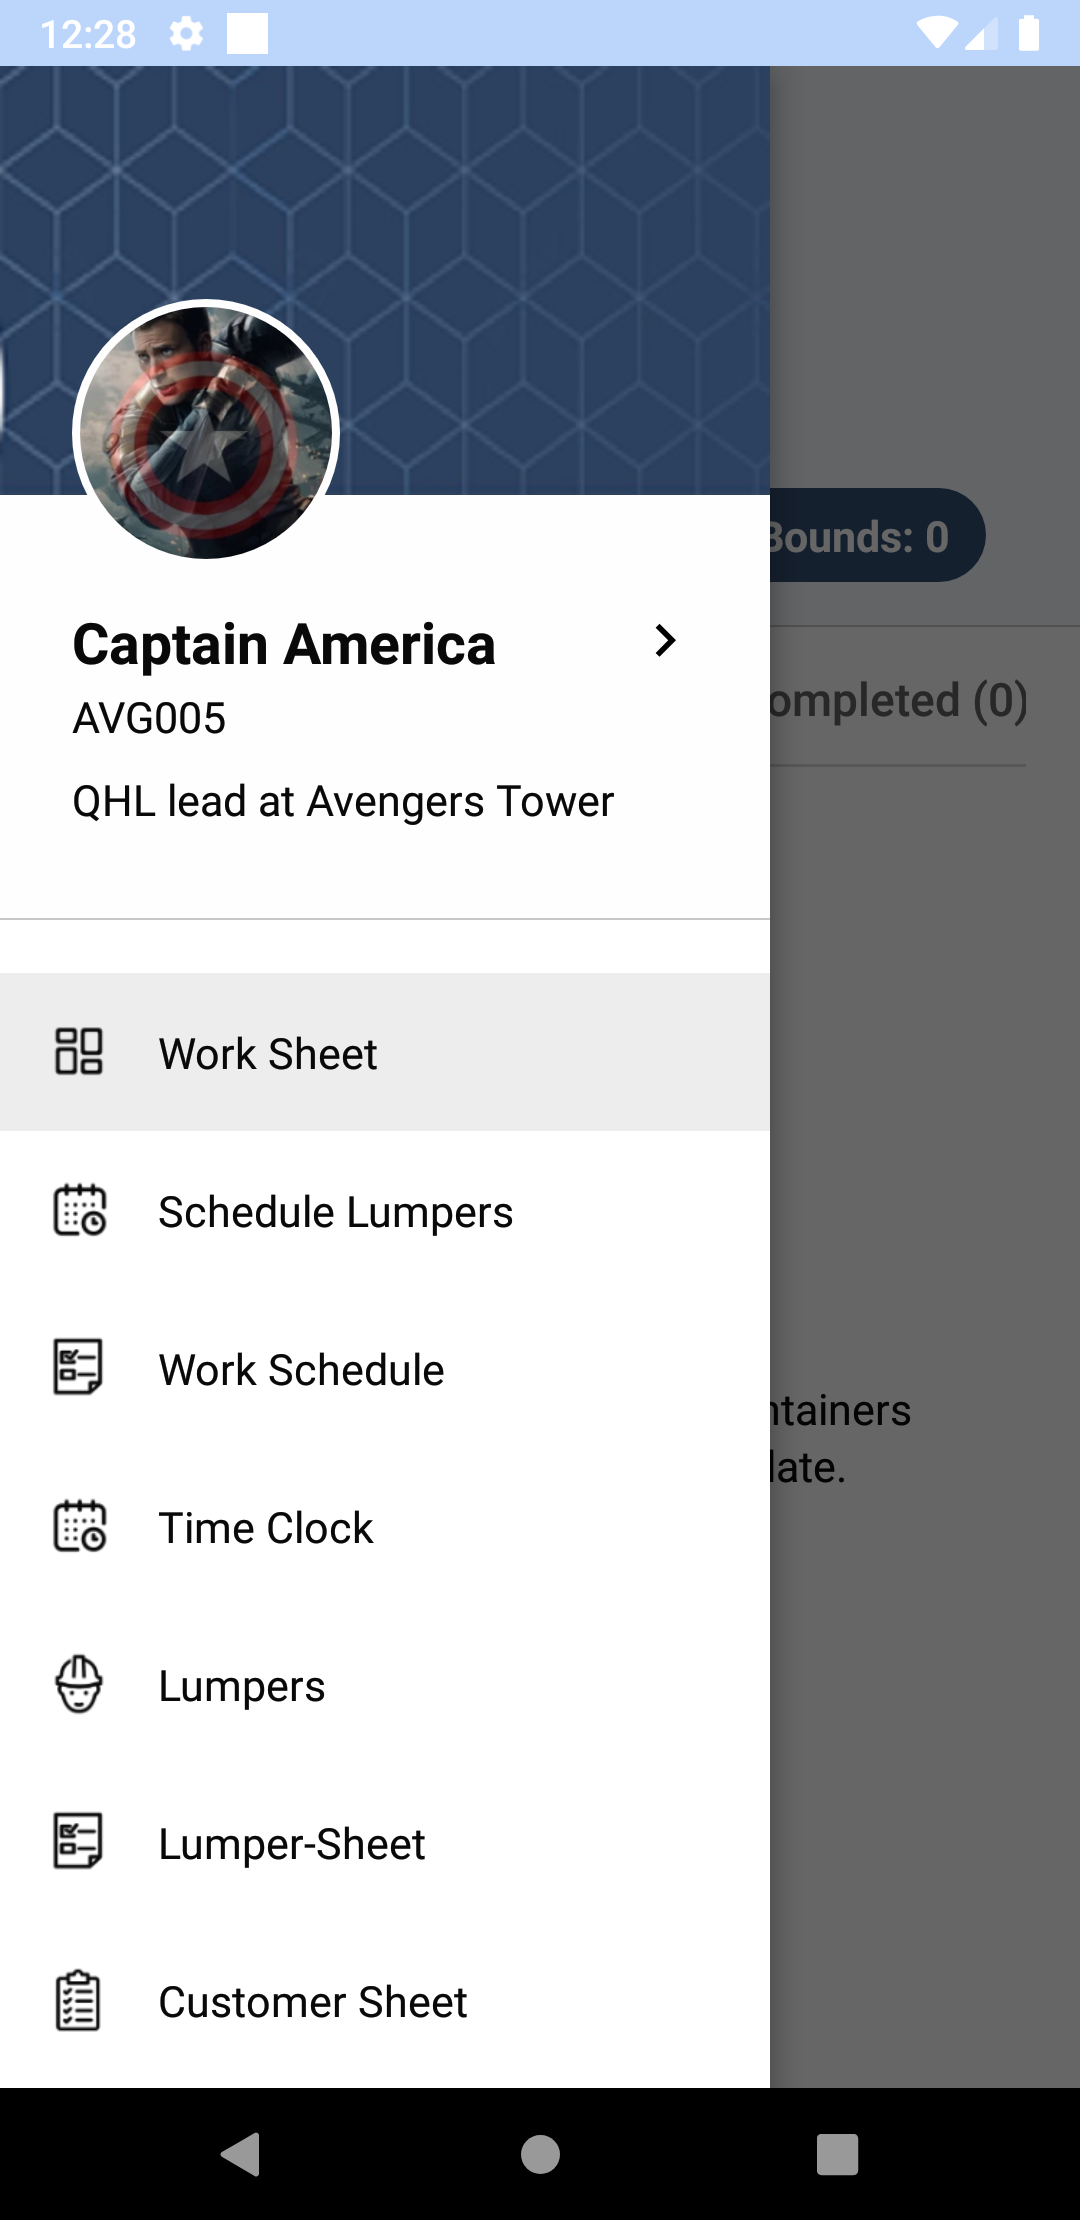 12:28
Bounds: 0
Captain America
ompleted (0)
AVG005
QHL lead at Avengers Tower
Work Sheet
Schedule Lumpers
Work Schedule
ntainers
late.
Time Clock
Lumpers
Lumper-Sheet
Customer Sheet